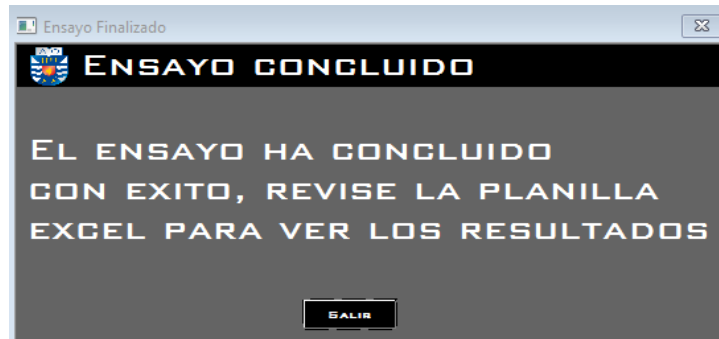 Ensayo Finalizado
ENSAYO CONCLUIDO
EL ENSAYO HA CONCLUIDO
CON EXITO, REVISE LA PLANILLA
EXCEL PARA VER LOS RESULTADOS
SALIR